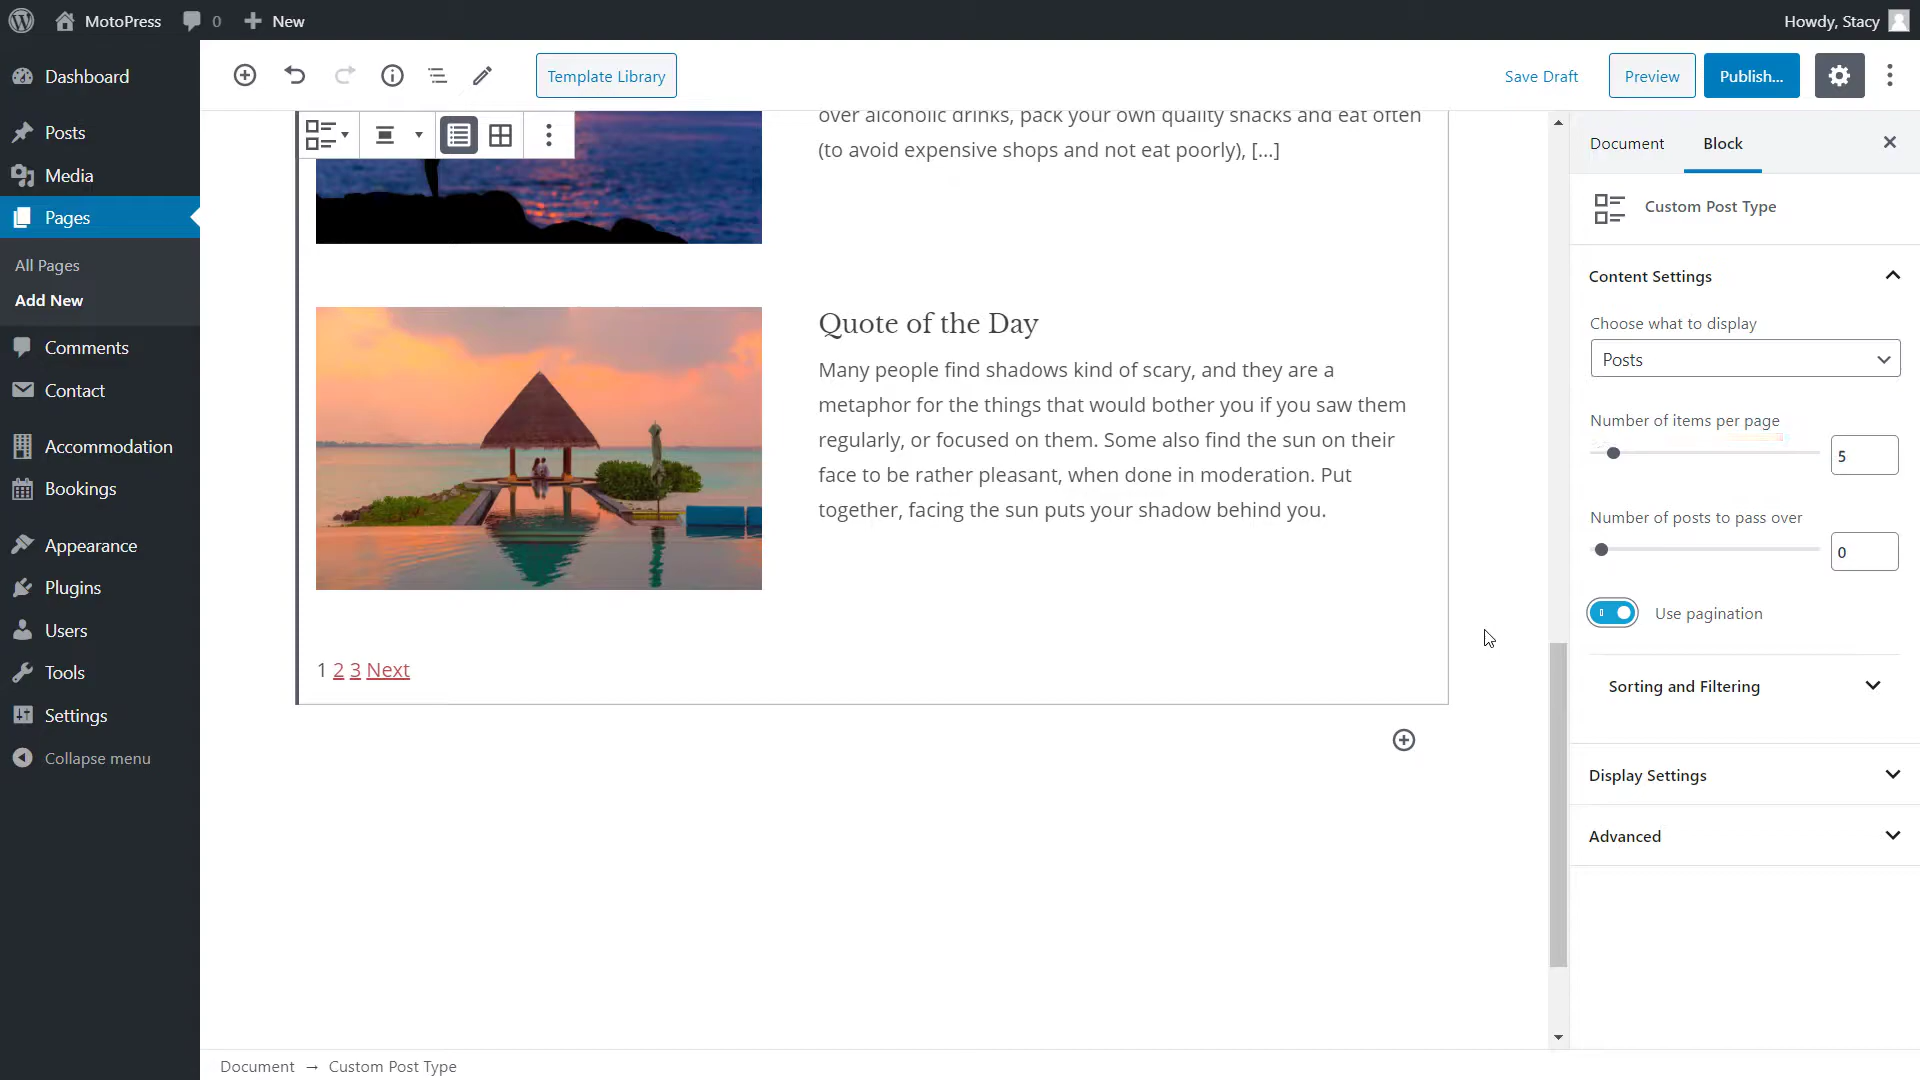 MotoPress
0
New
Howdy, Stacy
Dashboard
Posts
Media
Pages
All Pages
Add New
Comments
Contact
Accommodation
Bookings
Appearance
Plugins
Users
Tools
Settings
Collapse menu
Template Library
Save Draft
Preview
Publish...
over alcoholic drinks, pack your own quality snacks and eat often
(to avoid expensive shops and not eat poorly), [...]
Quote of the Day
Many people find shadows kind of scary, and they are a
metaphor for the things that would bother you if you saw them
regularly, or focused on them. Some also find the sun on their
face to be rather pleasant, when done in moderation. Put
together, facing the sun puts your shadow behind you.
1 2 3 Next
Document
Block
Custom Post Type
Content Settings
Choose what to display
Posts
Number of items per page
5
Number of posts to pass over
0
Use pagination
Sorting and Filtering
Display Settings
Advanced
Document → Custom Post Type